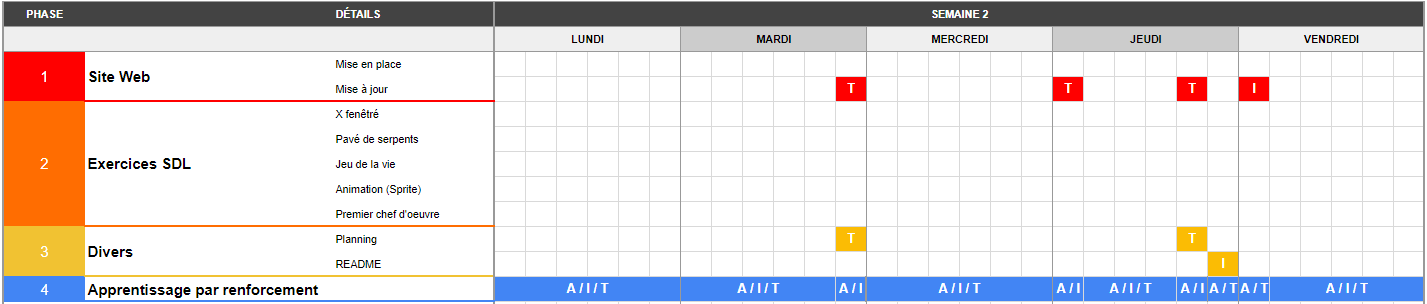 PHASE DÉTAILS SEMAINE 2
LUNDI MARDI MERCREDI JEUDI VENDREDI
1 Site Web
Mise en place
Mise à jour T T T I
2 Exercices SDL
X fenêtré
Pavé de serpents
Jeu de la vie
Animation (Sprite)
Premier chef d'oeuvre
3 Divers
Planning T T
README I
4 Apprentissage par renforcement A / I / T A / I / T A / I A / I / T A / I A / I / T A / I A / T A / T A / I / T